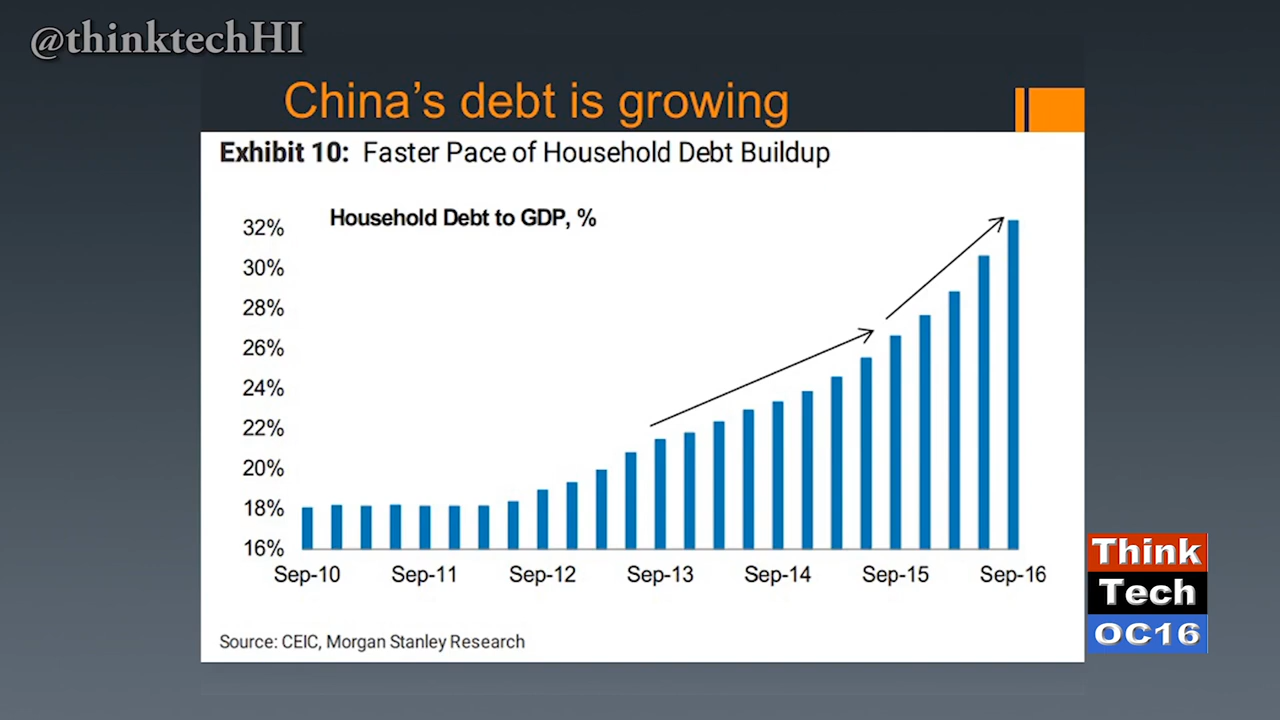 @thinktechHI
China's debt is growing
Exhibit 10: Faster Pace of Household Debt Buildup
Household Debt to GDP, %
32%
30%
28%
26%
24%
22%
20%
18%
16%
Sep-10 Sep-11 Sep-12 Sep-13 Sep-14 Sep-15 Sep-16
Source: CEIC, Morgan Stanley Research
Think
Tech
OC16